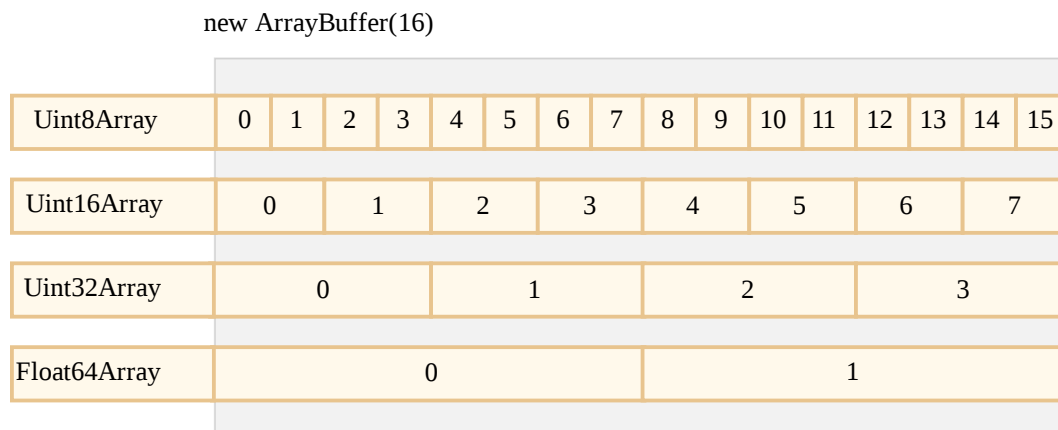 new ArrayBuffer(16)
Uint8Array 0 1 2 3 4 5 6 7 8 9 10 11 12 13 14 15
Uint16Array 0 1 2 3 4 5 6 7
Uint32Array 0 1 2 3
Float64Array 0 1